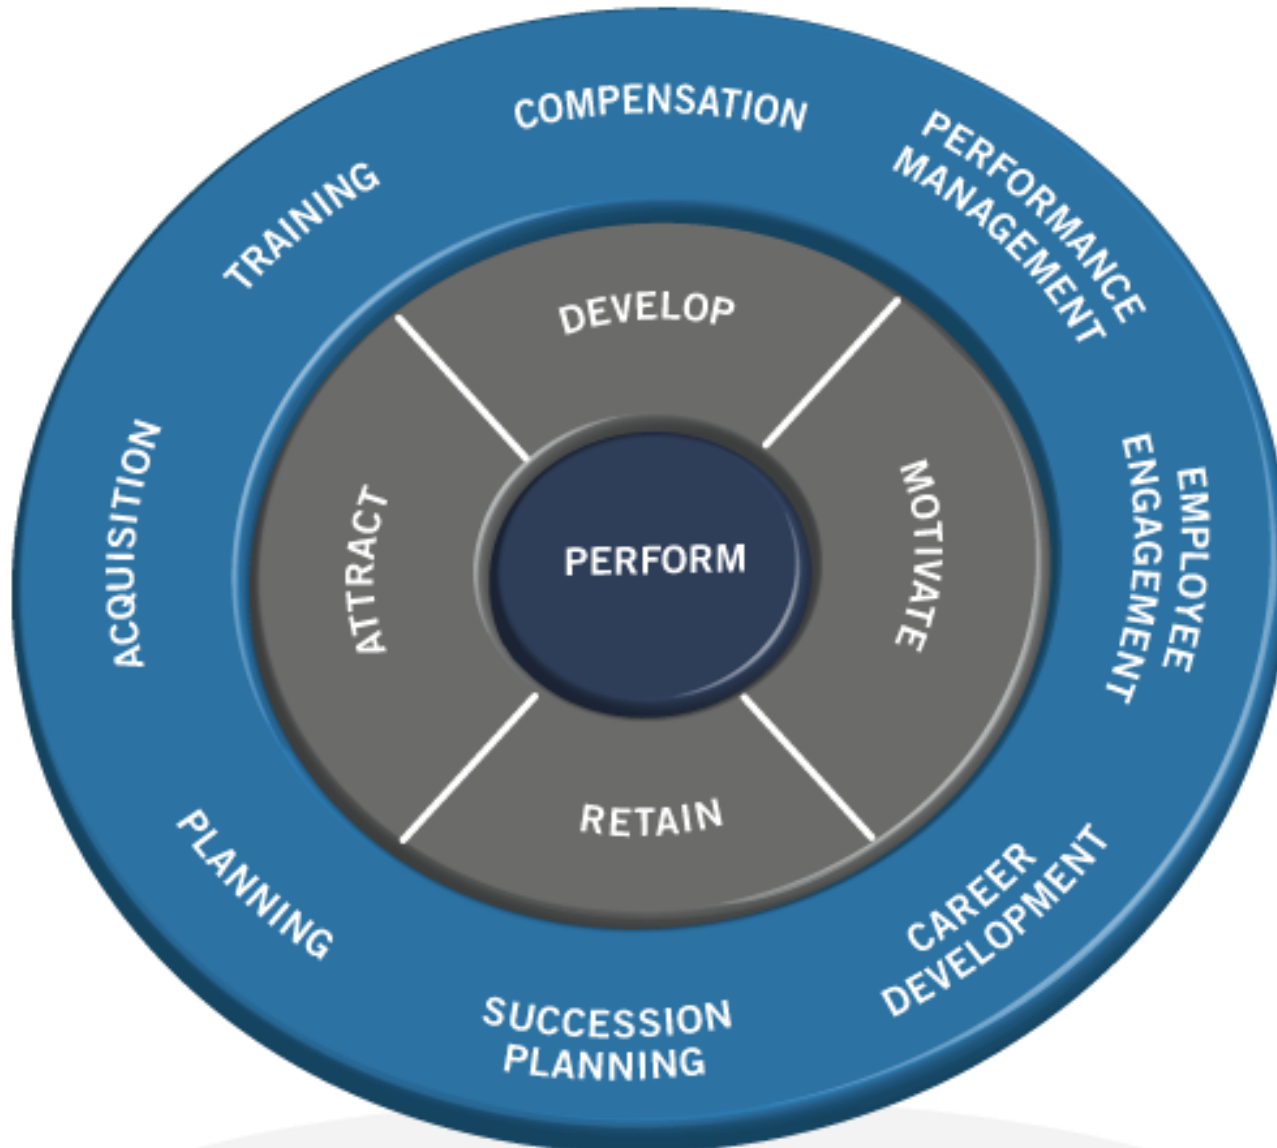 COMPENSATION
PERFORMANCE
MANAGEMENT
EMPLOYEE
ENGAGEMENT
CAREER
DEVELOPMENT
SUCCESSION
PLANNING
PLANNING
ACQUISITION
TRAINING
DEVELOP
MOTIVATE
RETAIN
ATTRACT
PERFORM